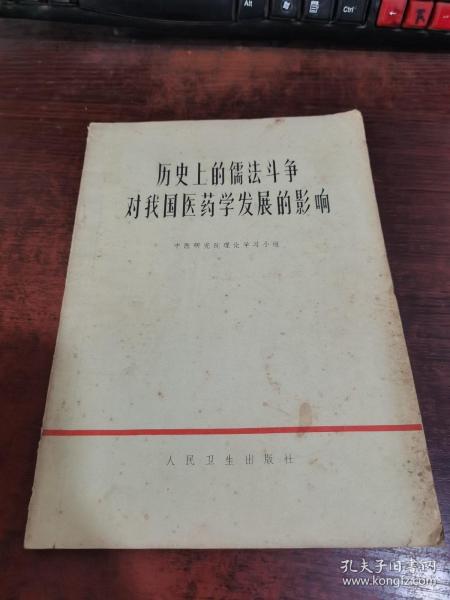 Alt
Ctrl
历史上的儒法斗争
对我国医药学发展的影响
中医研究院理论学习小组
人民卫生出版社
孔夫子旧书网
www.kongfz.com